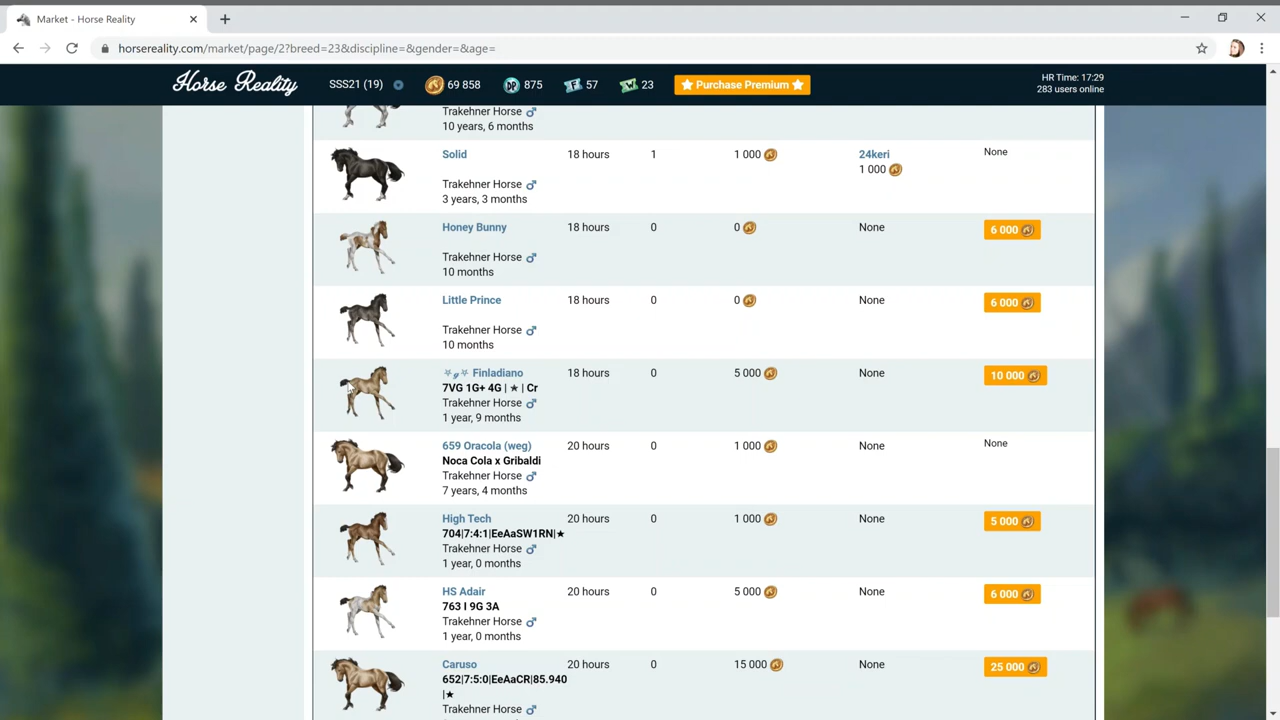 Market - Horse Reality
horsereality.com/market/page/2?breed=23&discipline=&gender=&age=
Horse Reality SSS21 (19) 69 858 DP 875 F 57 W 23 Purchase Premium HR Time: 17:29
283 users online
Trakehner Horse ♂
10 years, 6 months
Solid 18 hours 1 1 000 24keri None
1 000
Trakehner Horse ♂
3 years, 3 months
Honey Bunny 18 hours 0 0 None 6 000
Trakehner Horse ♂
10 months
Little Prince 18 hours 0 0 None 6 000
Trakehner Horse ♂
10 months
Finladiano 18 hours 0 5 000 None 10 000
7VG 1G+ 4G | ★ | Cr
Trakehner Horse ♂
1 year, 9 months
659 Oracola (weg) 20 hours 0 1 000 None None
Noca Cola x Gribaldi
Trakehner Horse ♂
7 years, 4 months
High Tech 20 hours 0 1 000 None 5 000
704|7:4:1|EeAaSW1RN|★
Trakehner Horse ♂
1 year, 0 months
HS Adair 20 hours 0 5 000 None 6 000
763 I 9G 3A
Trakehner Horse ♂
1 year, 0 months
Caruso 20 hours 0 15 000 None 25 000
652|7:5:0|EeAaCR|85.940
|★
Trakehner Horse ♂